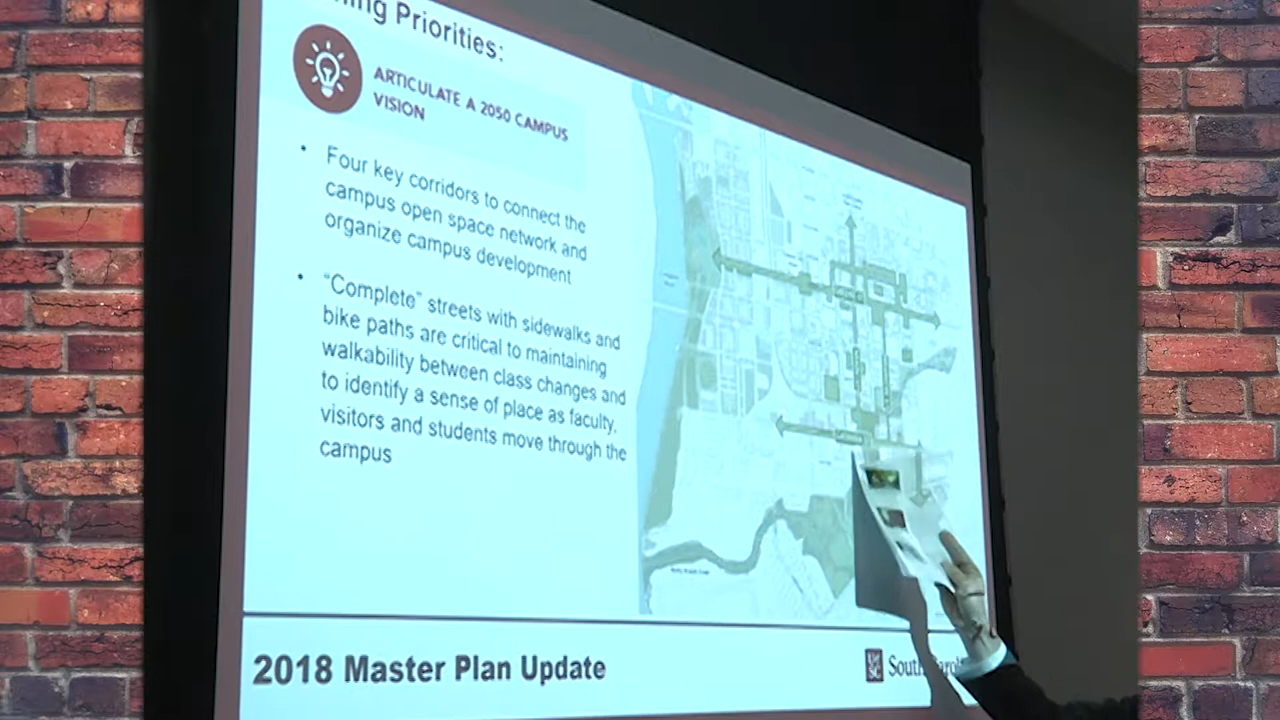 Priorities:
ARTICULATE A 2050 CAMPUS
VISION
• Four key corridors to connect the
campus open space network and
organize campus development
• “Complete” streets with sidewalks and
bike paths are critical to maintaining
walkability between class changes and
to identify a sense of place as faculty,
visitors and students move through the
campus
2018 Master Plan Update